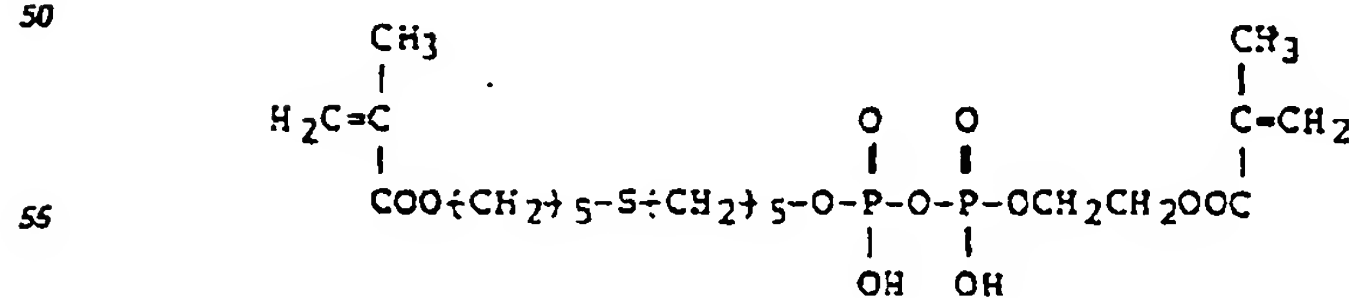 50
CH3 CH3
H2C=C O O C=CH2
COO(CH2)5-S(CH2)5-O-P-O-P-OCH2CH2OOC
OH OH
55